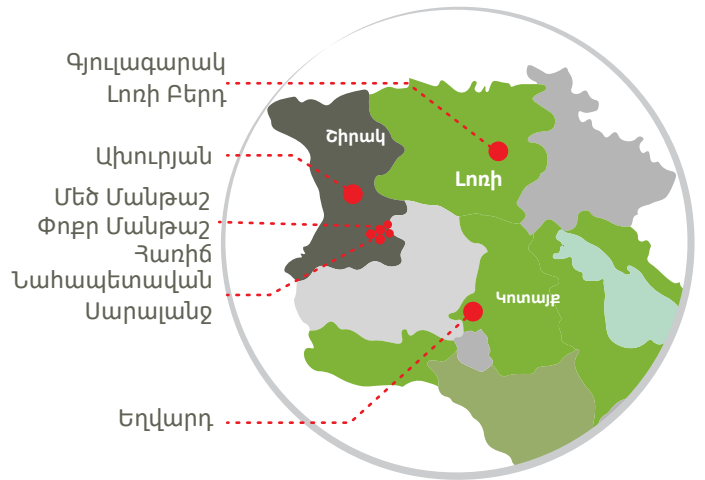 Գյուլագարակ
Լոռի Բերդ
Ախուրյան
Մեծ Մանթաշ
Փոքր Մանթաշ
Հառիճ
Նահապետավան
Սարալանջ
Եղվարդ
Շիրակ
Լոռի
Կոտայք